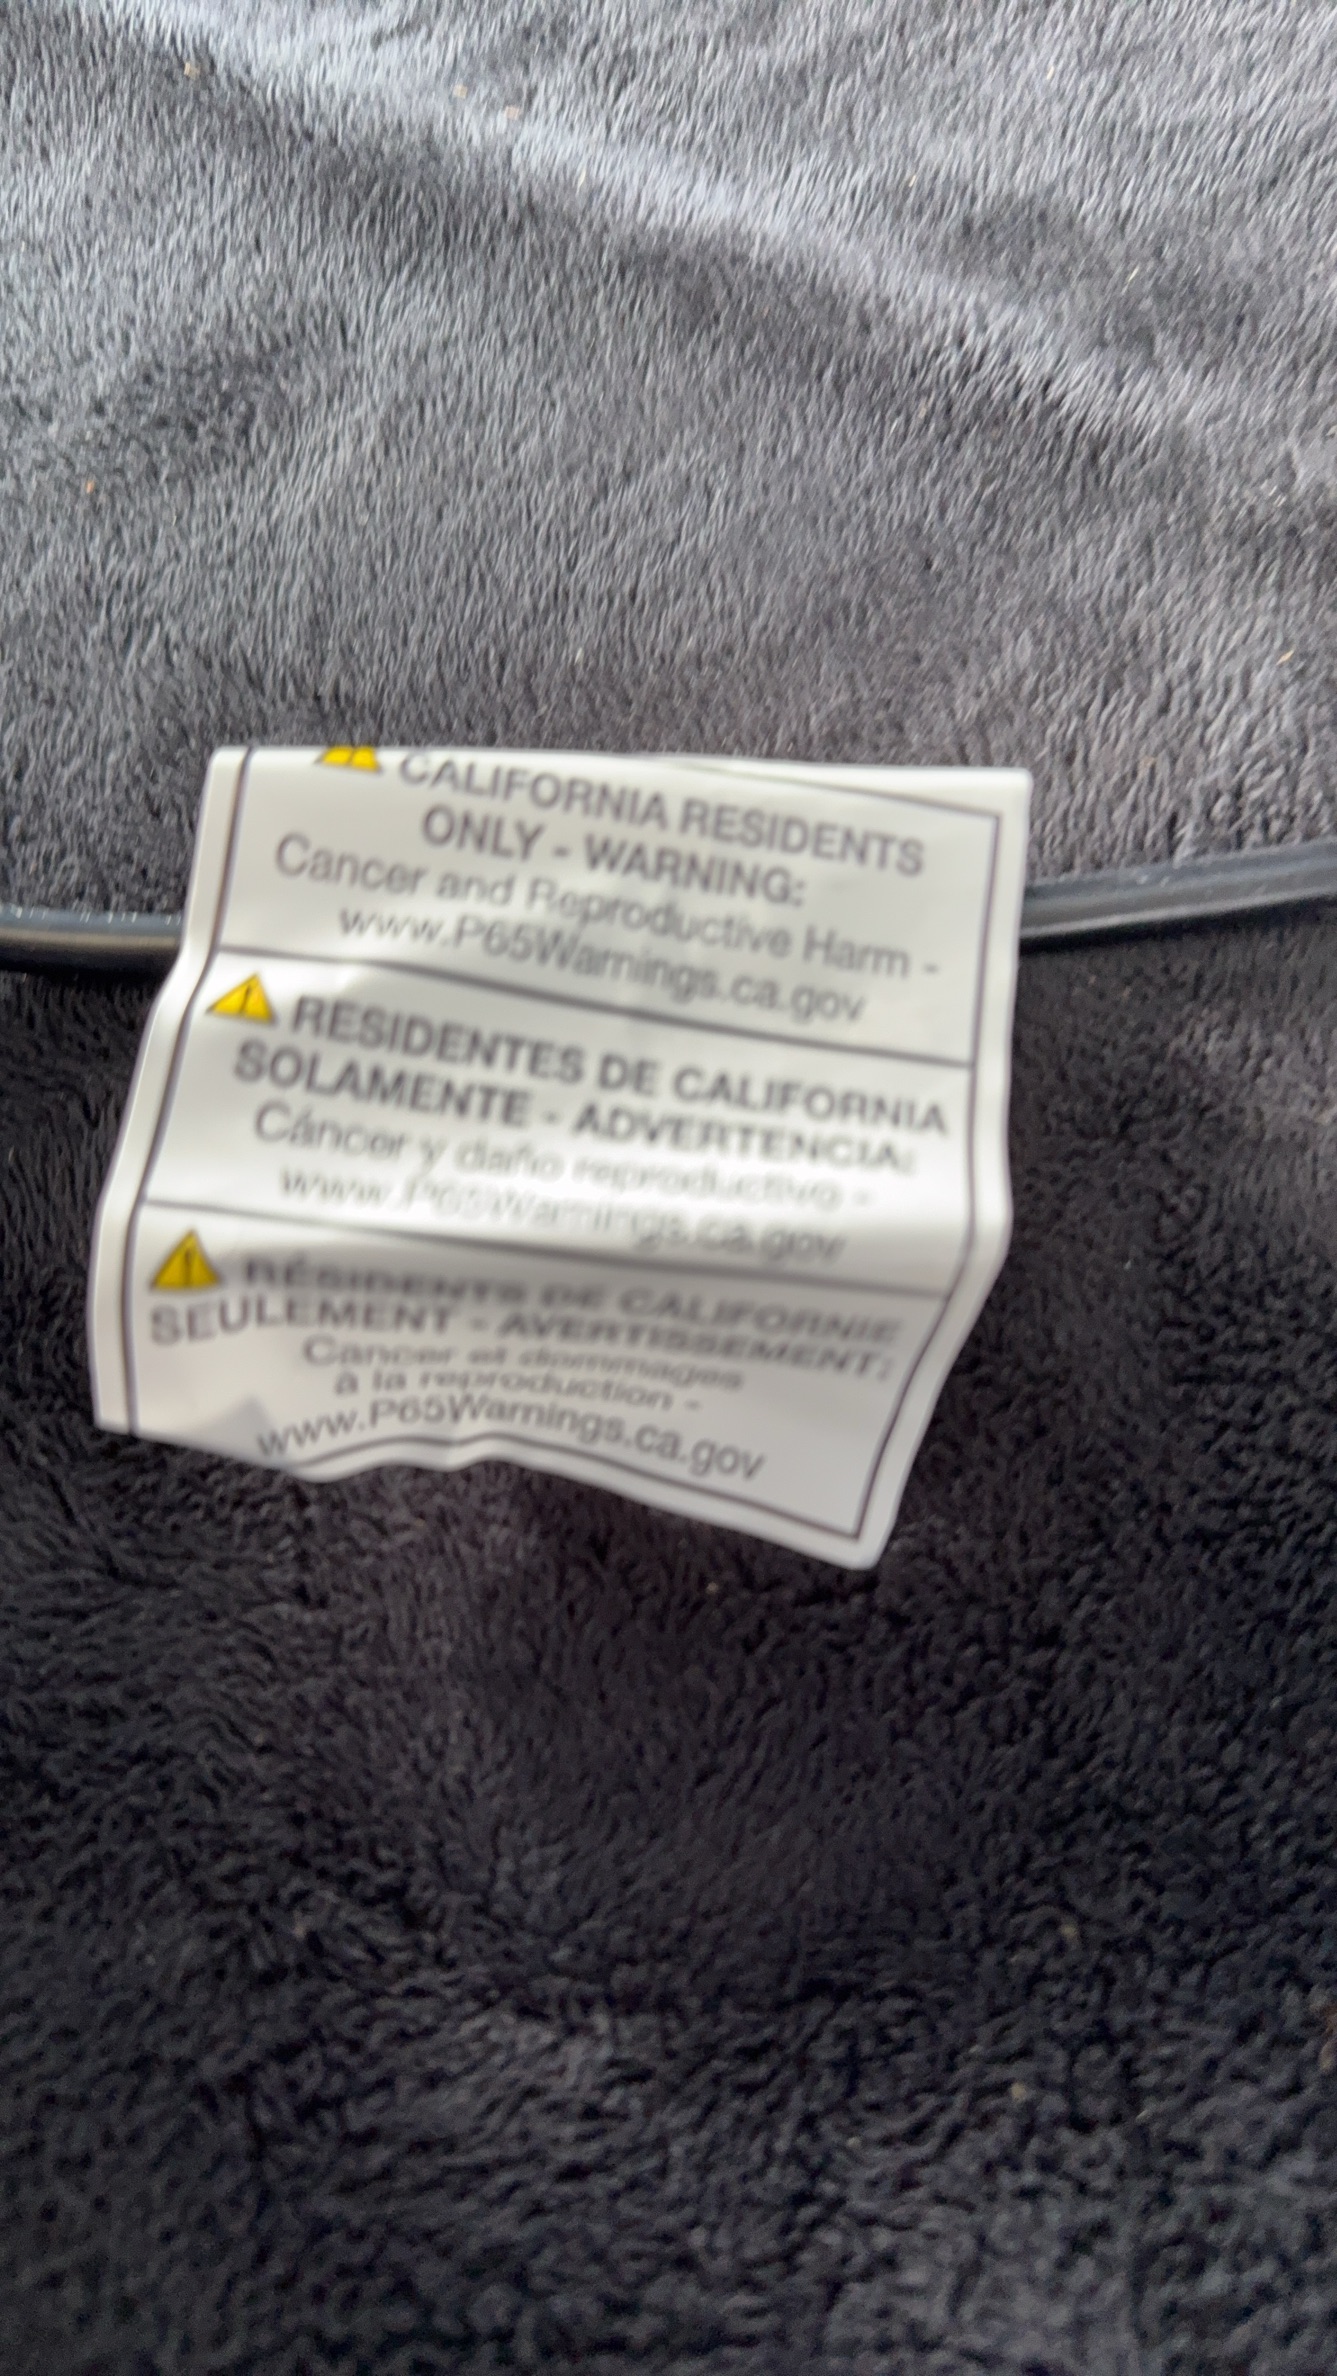 CALIFORNIA RESIDENTS
ONLY - WARNING:
Cancer and Reproductive Harm -
www.P65Warnings.ca.gov
RESIDENTES DE CALIFORNIA
SOLAMENTE - ADVERTENCIA:
Cáncer y daño reproductivo -
www.P65Warnings.ca.gov
RÉSIDENTS DE CALIFORNIE
SEULEMENT - AVERTISSEMENT:
Cancer et dommages
à la reproduction -
www.P65Warnings.ca.gov